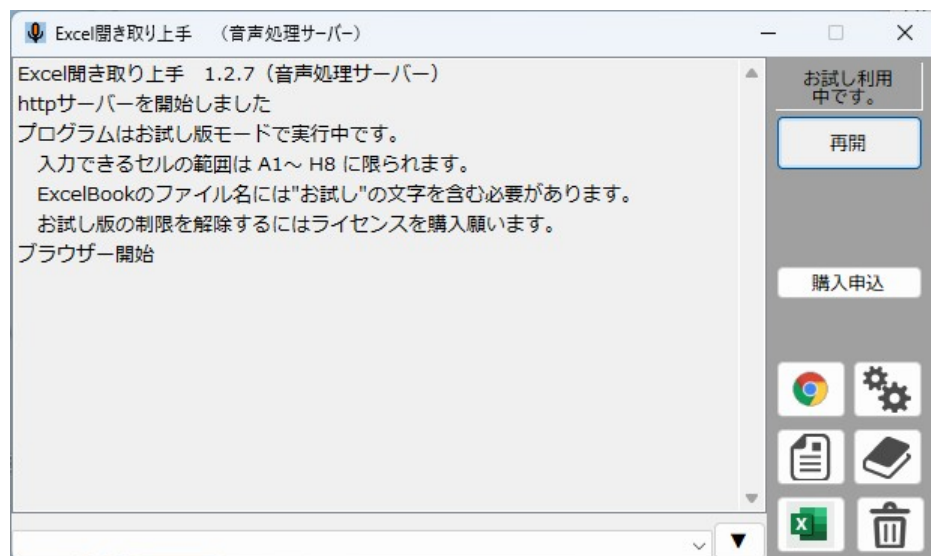 Excel聞き取り上手　（音声処理サーバー）
Excel聞き取り上手　1.2.7（音声処理サーバー）
httpサーバーを開始しました
プログラムはお試し版モードで実行中です。
入力できるセルの範囲は A1～ H8 に限られます。
ExcelBookのファイル名には"お試し"の文字を含む必要があります。
お試し版の制限を解除するにはライセンスを購入願います。
ブラウザー開始
お試し利用
中です。
再開
購入申込